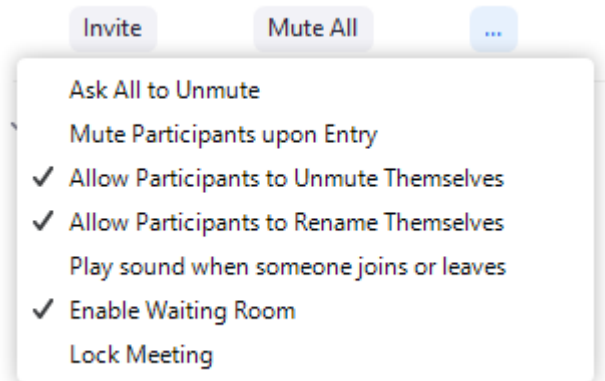 Invite Mute All ...
Ask All to Unmute
Mute Participants upon Entry
Allow Participants to Unmute Themselves
Allow Participants to Rename Themselves
Play sound when someone joins or leaves
Enable Waiting Room
Lock Meeting